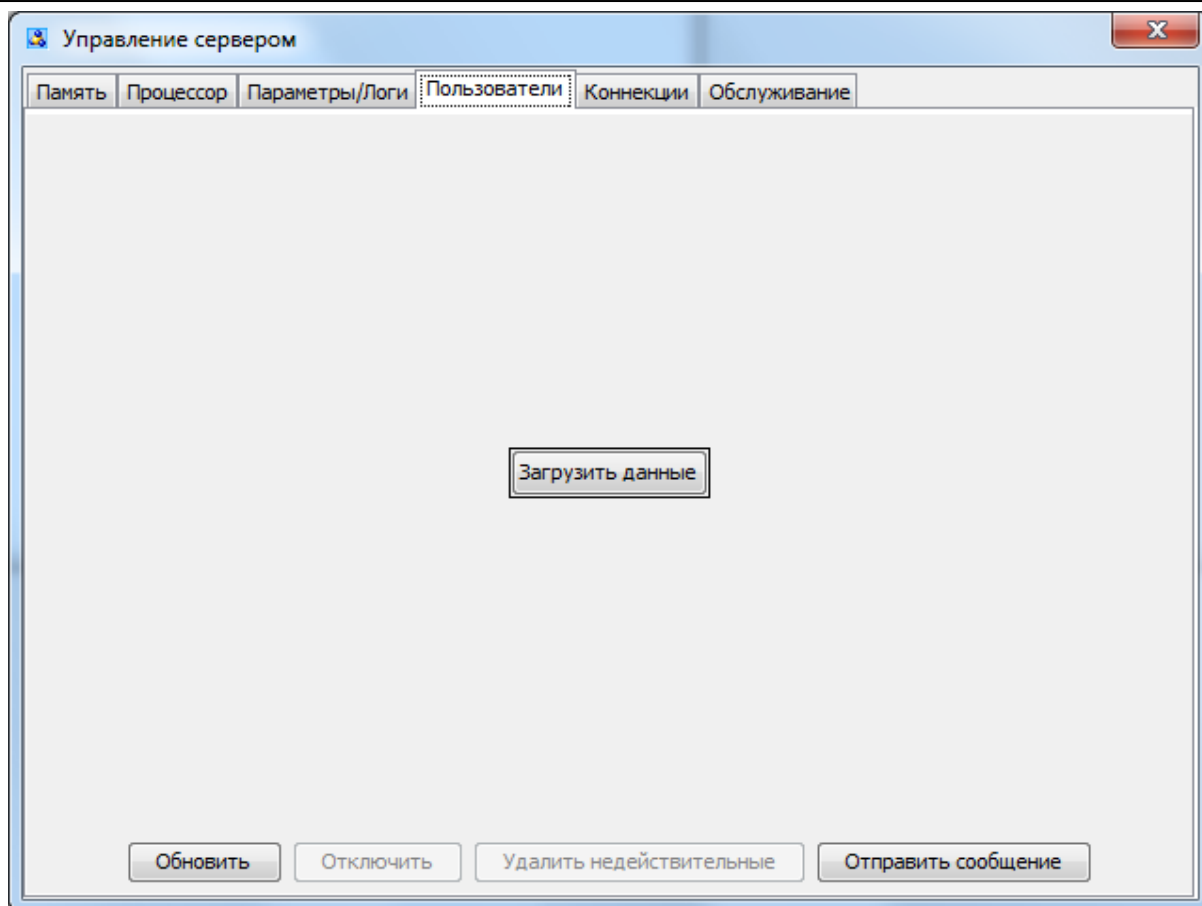 Управление сервером
Память Процессор Параметры/Логи Пользователи Коннекции Обслуживание
Загрузить данные
Обновить Отключить Удалить недействительные Отправить сообщение